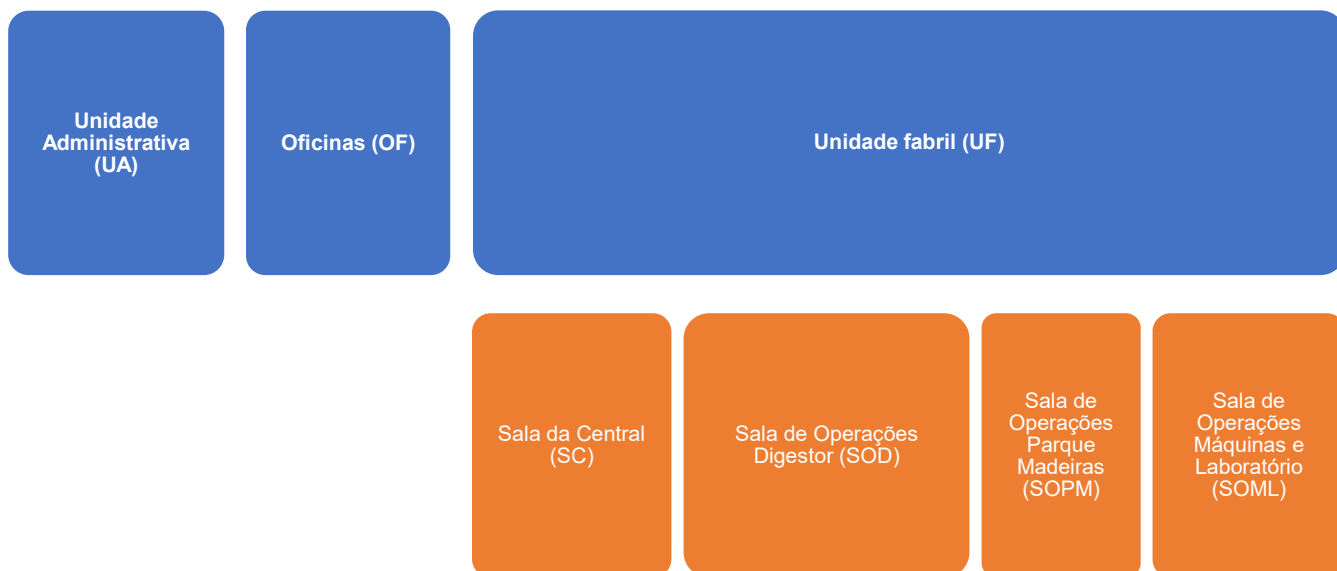 Unidade
Administrativa
(UA)
Oficinas (OF)
Unidade fabril (UF)
Sala da Central
(SC)
Sala de Operações
Digestor (SOD)
Sala de
Operações
Parque
Madeiras
(SOPM)
Sala de
Operações
Máquinas e
Laboratório
(SOML)